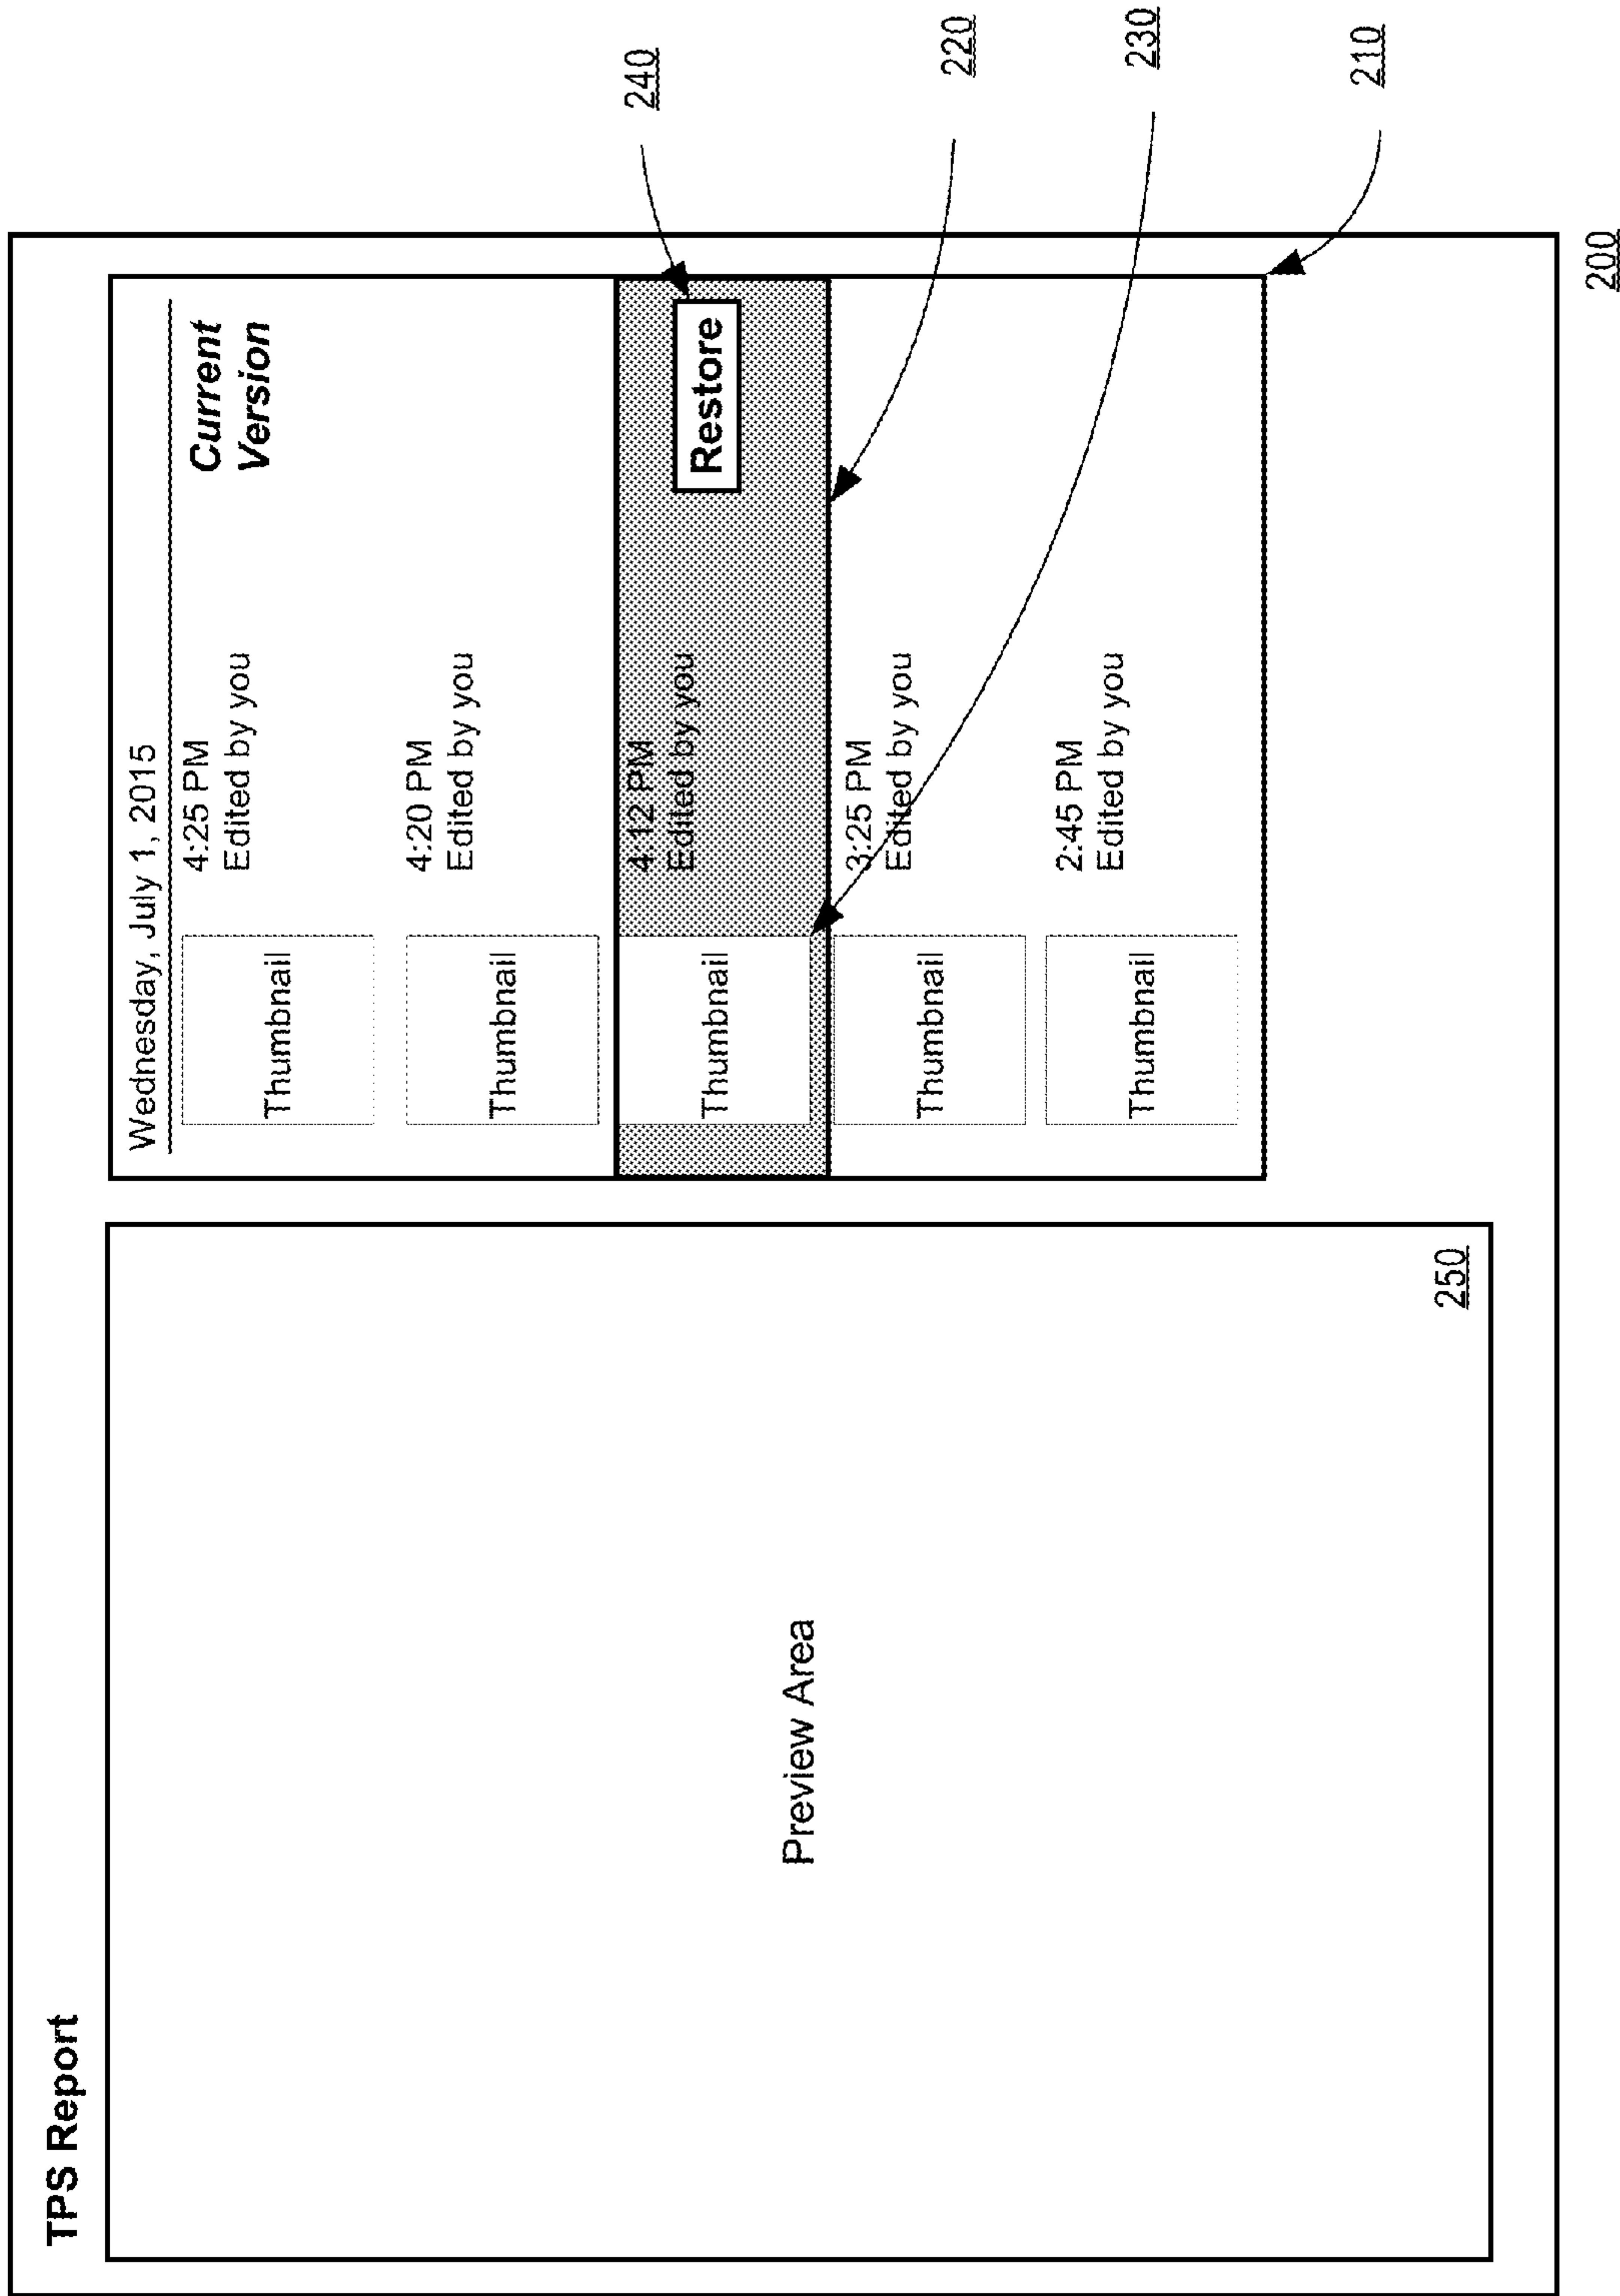 TPS Report
Preview Area
250
Wednesday, July 1, 2015
Thumbnail
4:25 PM
Edited by you
Current
Version
Thumbnail
4:20 PM
Edited by you
Thumbnail
4:12 PM
Edited by you
Restore
Thumbnail
3:25 PM
Edited by you
Thumbnail
2:45 PM
Edited by you
240
220
230
210
200